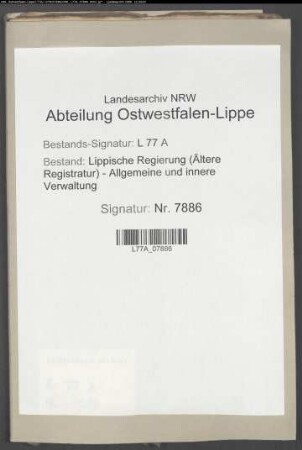 Landesarchiv NRW
Abteilung Ostwestfalen-Lippe
Bestands-Signatur: L 77 A
Bestand: Lippische Regierung (Ältere
Registratur) - Allgemeine und innere
Verwaltung
Signatur: Nr. 7886
L77A_07886